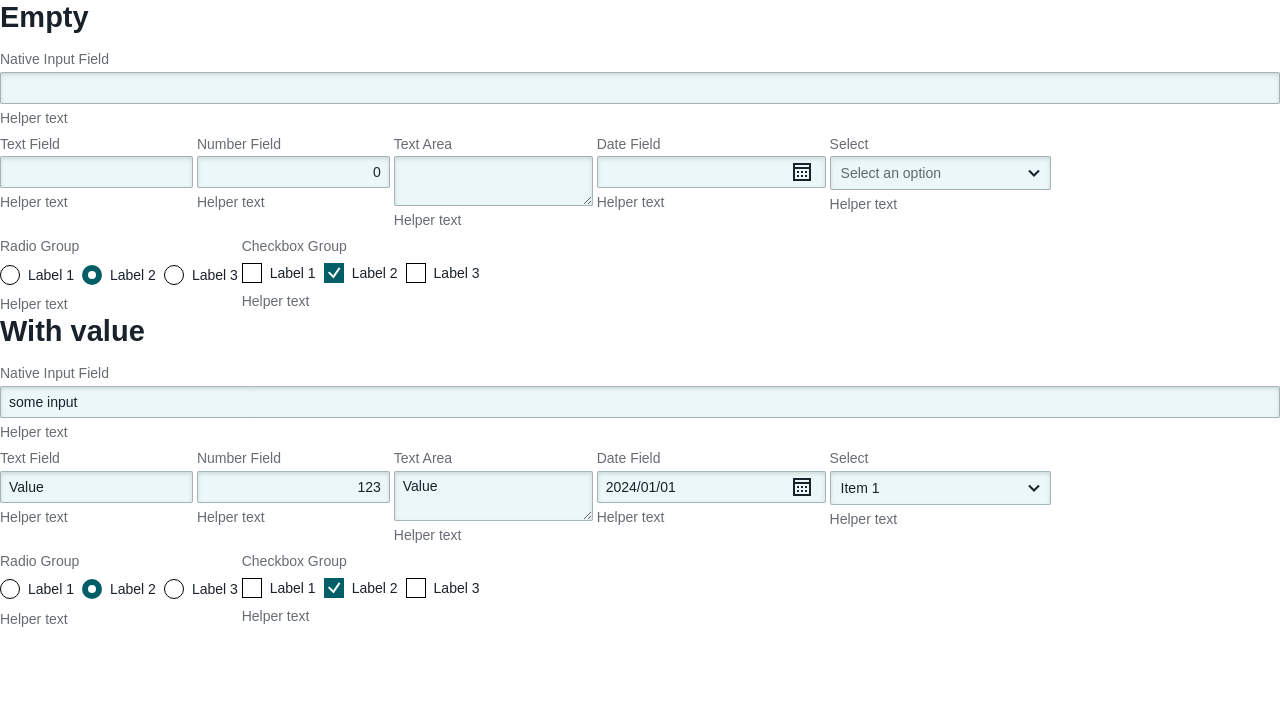 Empty
Native Input Field
Helper text
Text Field Number Field Text Area Date Field Select
0 Select an option
Helper text Helper text Helper text Helper text Helper text
Radio Group Checkbox Group
Label 1 Label 2 Label 3 Label 1 Label 2 Label 3
Helper text Helper text
With value
Native Input Field
some input
Helper text
Text Field Number Field Text Area Date Field Select
Value 123 Value 2024/01/01 Item 1
Helper text Helper text Helper text Helper text Helper text
Radio Group Checkbox Group
Label 1 Label 2 Label 3 Label 1 Label 2 Label 3
Helper text Helper text